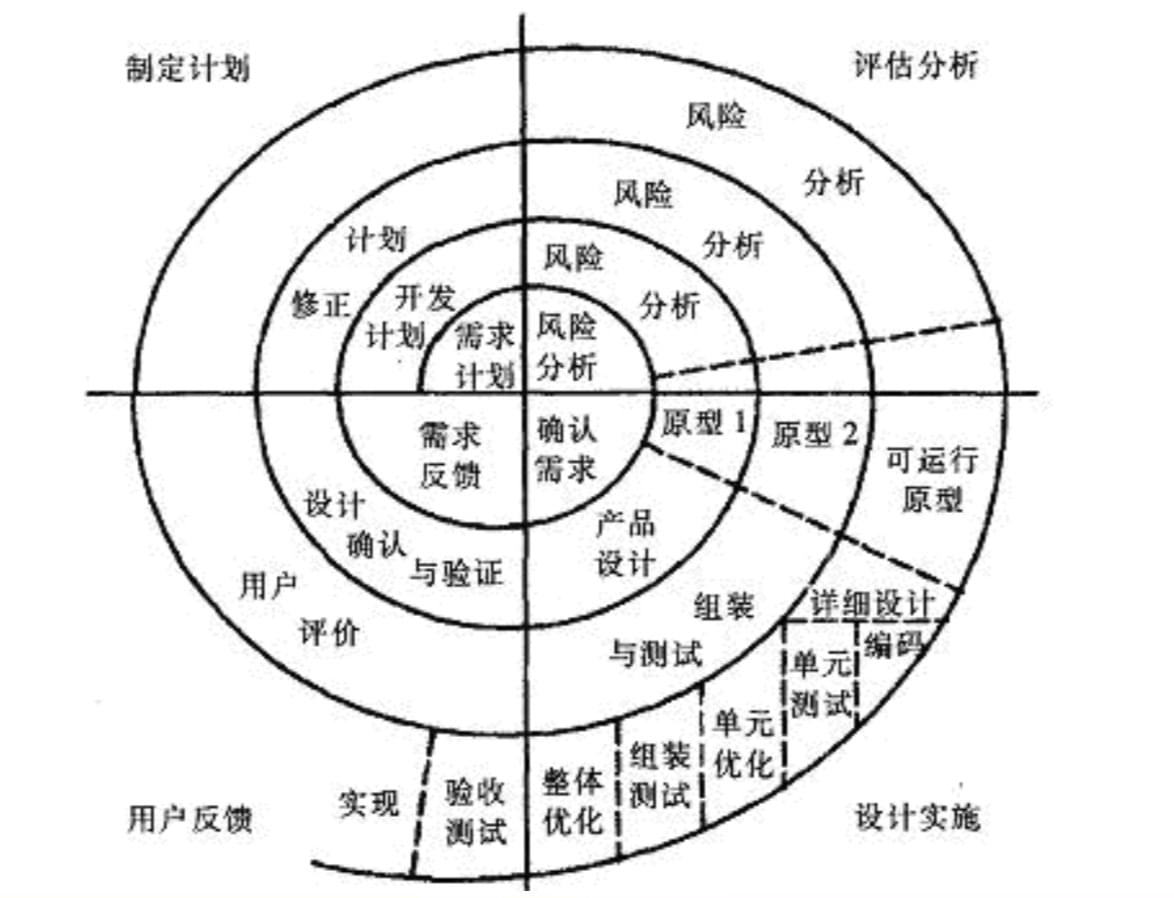 制定计划
评估分析
风险
分析
风险
分析
计划
修正
风险
分析
开发
计划
需求
计划
风险
分析
需求
反馈
确认
需求
原型1
原型2
可运行
原型
设计
确认
与验证
产品
设计
用户
评价
组装
与测试
详细设计
编码
单元
测试
单元
优化
组装
测试
整体
优化
验收
测试
实现
用户反馈
设计实施